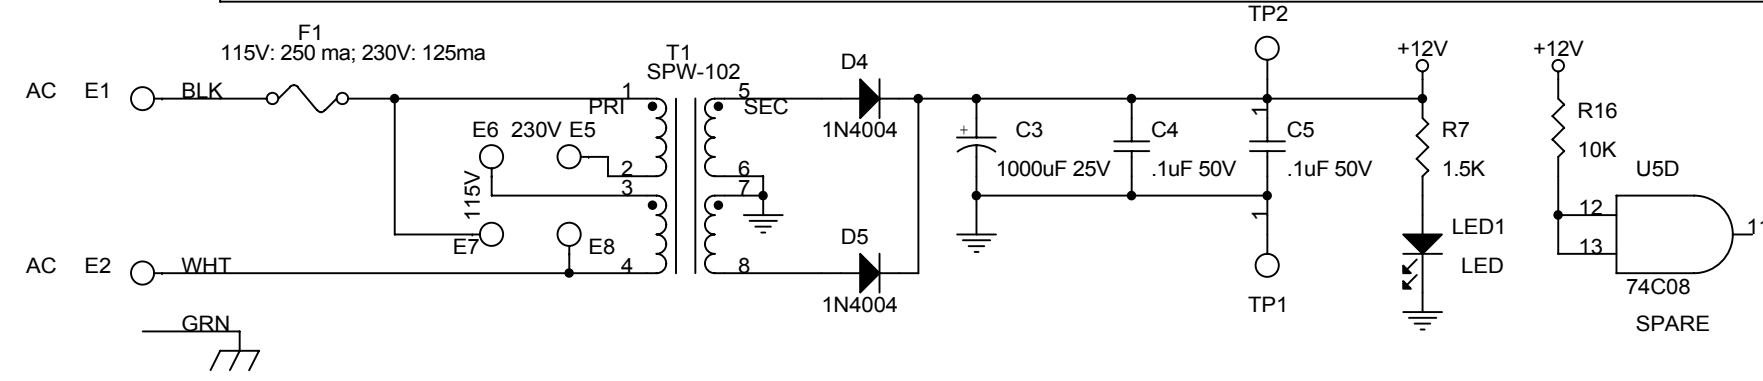 TP2
F1
115V: 250 ma; 230V: 125ma
T1
SPW-102
D4
+12V
+12V
AC E1 BLK
1
PRI
5
SEC
1N4004
1
E6 230V E5
+
C3
1000uF 25V
C4
.1uF 50V
C5
.1uF 50V
R7
1.5K
R16
10K
U5D
2
3
6
7
115V
12
13
11
1
E7
E8
D5
LED1
LED
AC E2 WHT
4
8
1N4004
TP1
74C08
SPARE
GRN